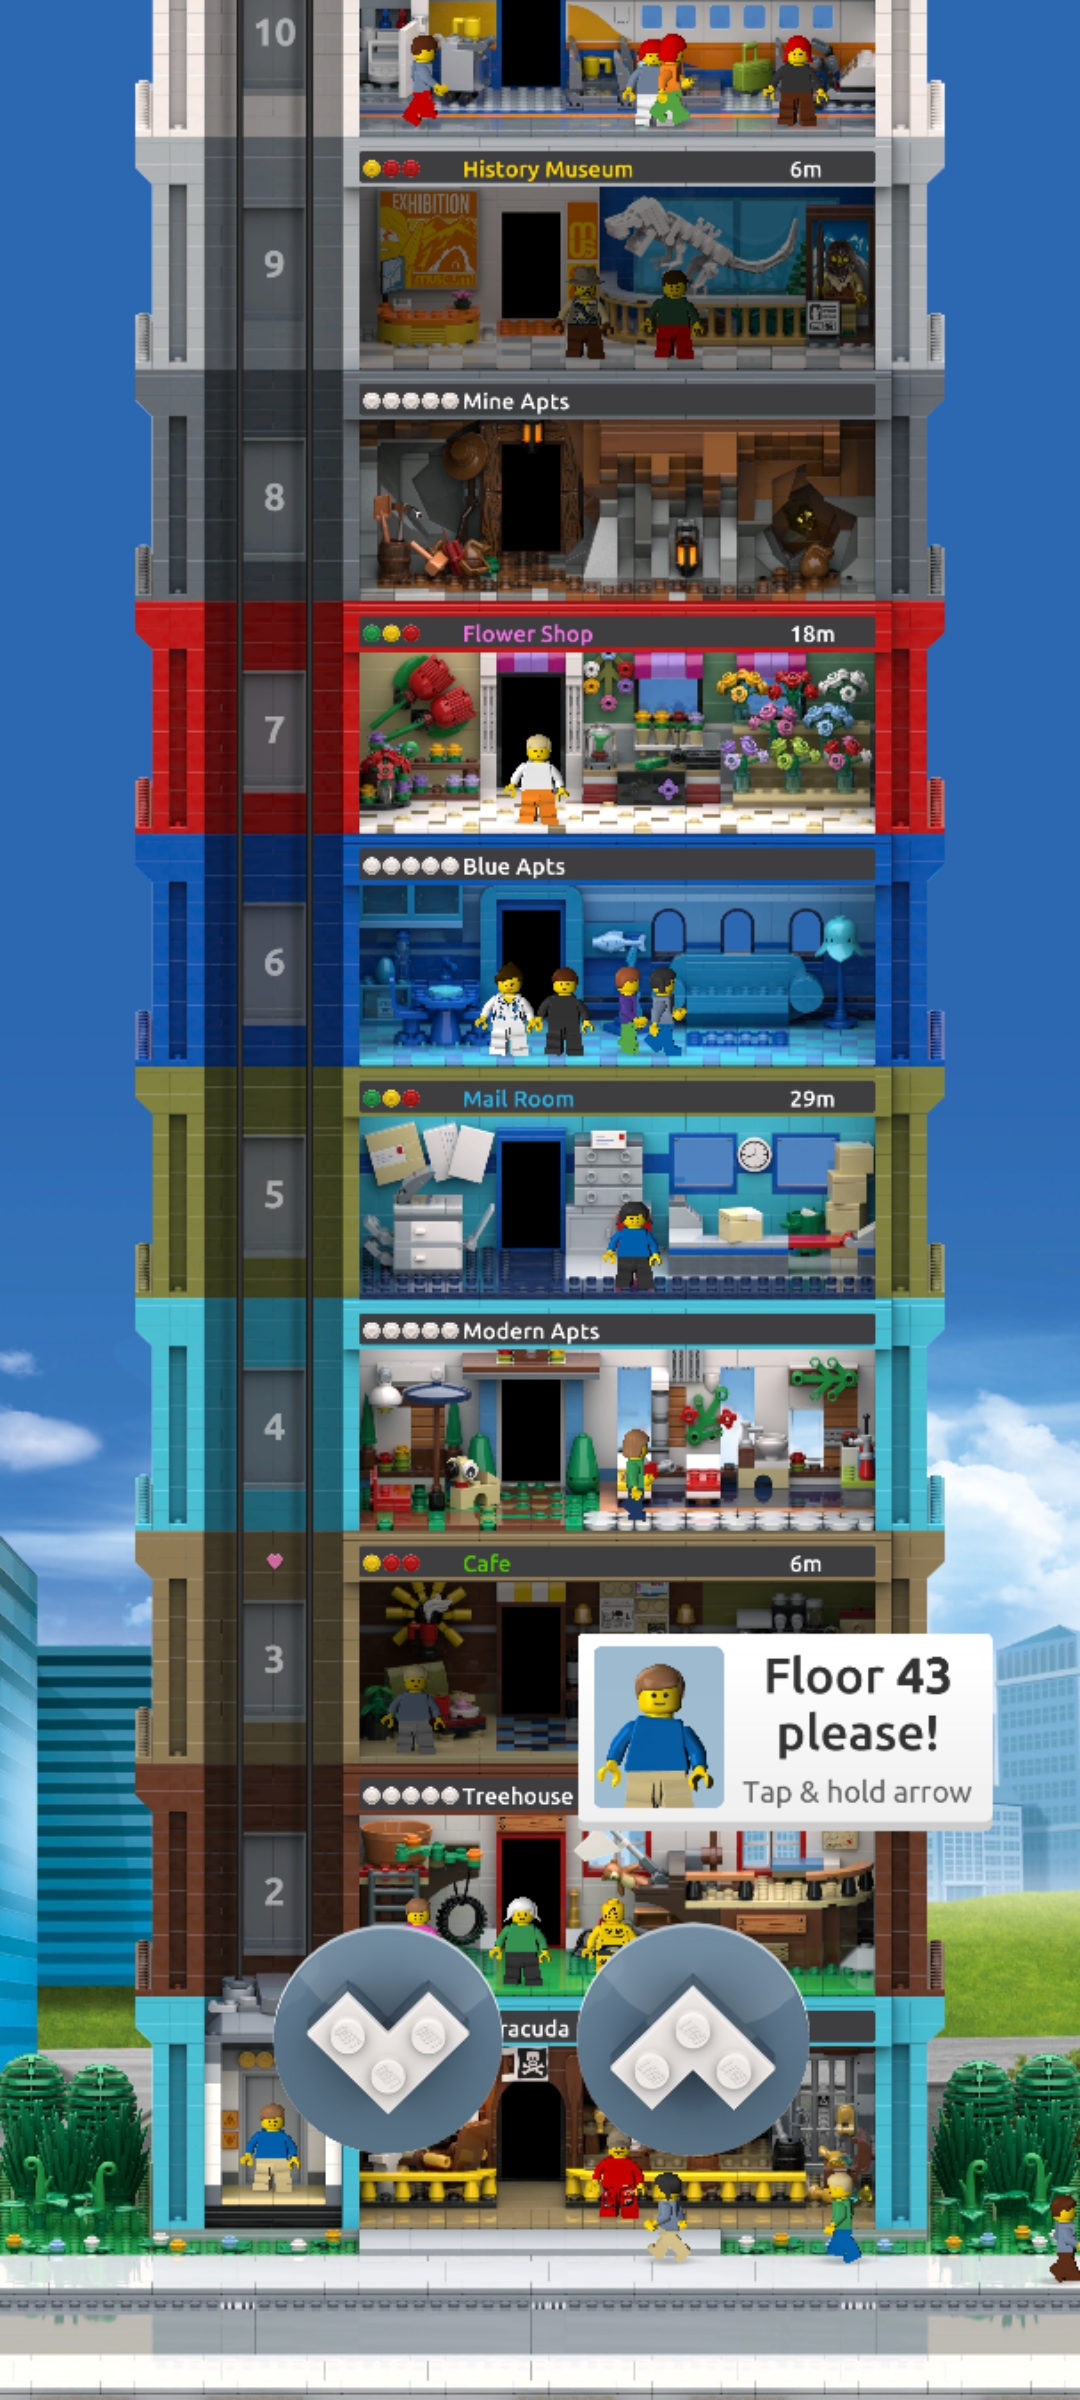 10
History Museum 6m
EXHIBITION
museum
9
Mine Apts
8
Flower Shop 18m
7
Blue Apts
6
Mail Room 29m
5
Modern Apts
4
Cafe 6m
3
Floor 43
please!
Tap & hold arrow
Treehouse
2
racuda